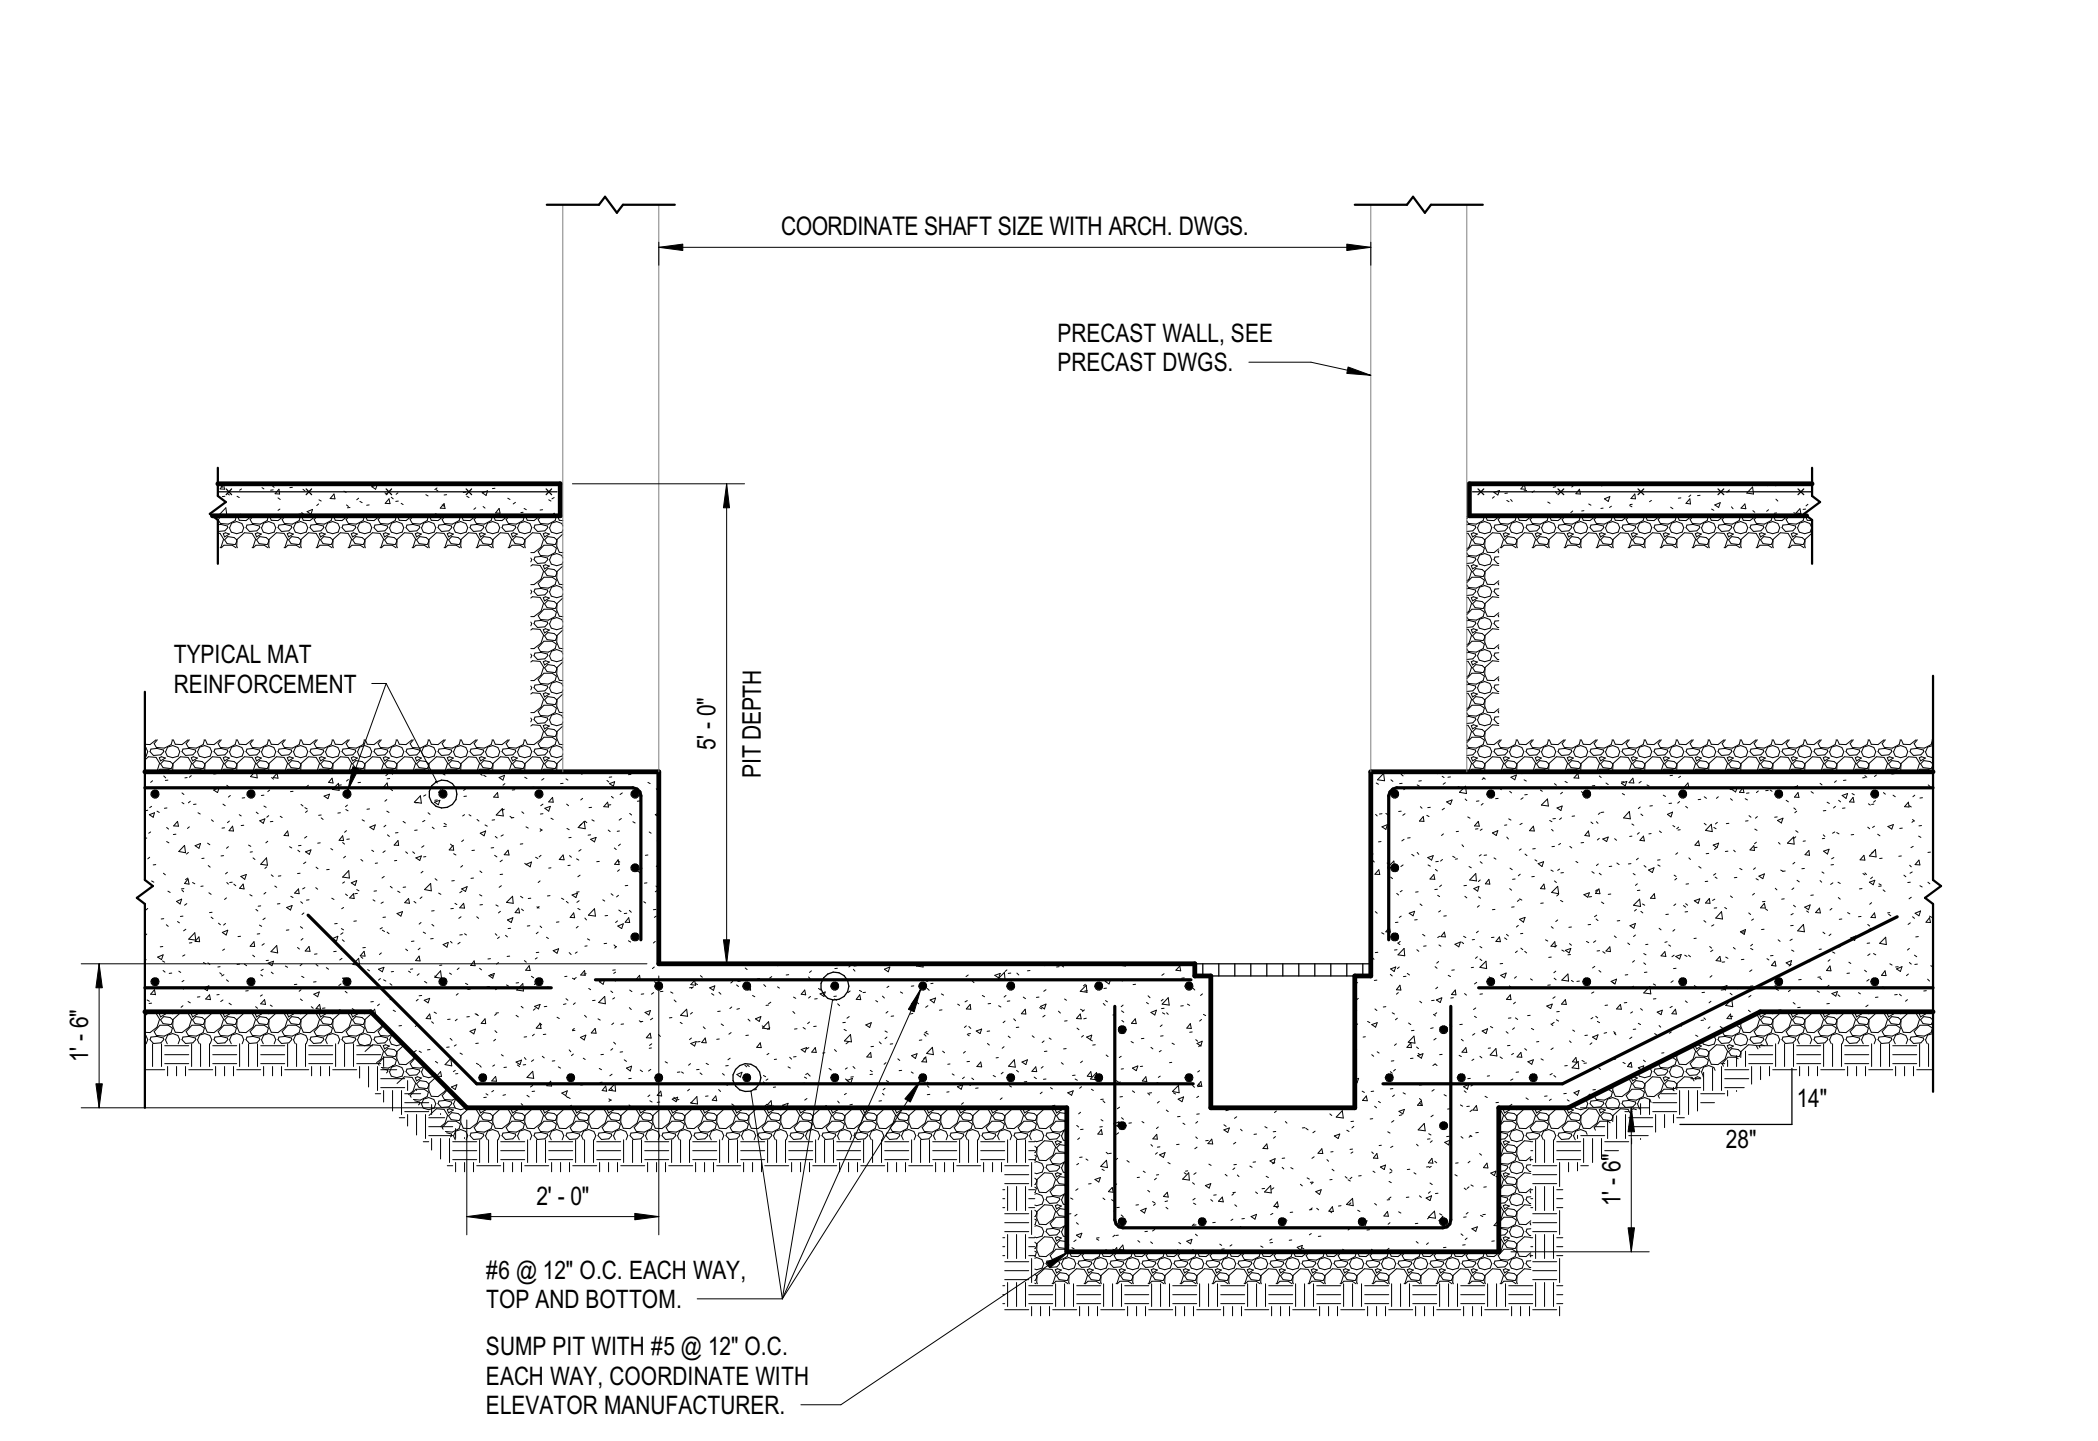 COORDINATE SHAFT SIZE WITH ARCH. DWGS.
PRECAST WALL, SEE
PRECAST DWGS.
TYPICAL MAT
REINFORCEMENT
5' - 0"
PIT DEPTH
1' - 6"
14"
28"
1' - 6"
2' - 0"
#6 @ 12" O.C. EACH WAY,
TOP AND BOTTOM.
SUMP PIT WITH #5 @ 12" O.C.
EACH WAY, COORDINATE WITH
ELEVATOR MANUFACTURER.